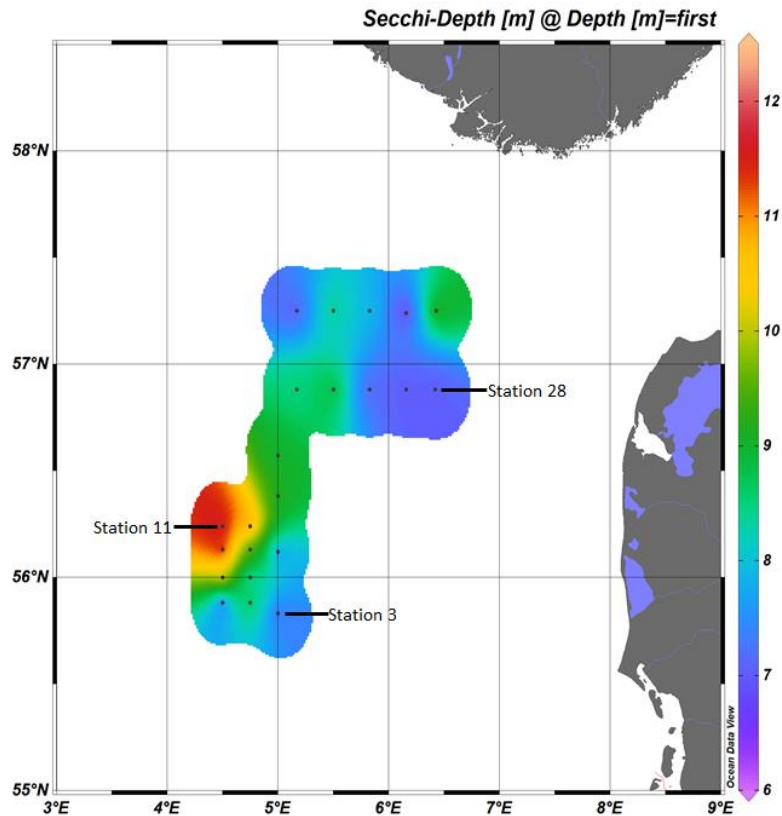 Secchi-Depth [m] @ Depth [m]=first
12
58°N
11
10
57°N
9
Station 28
8
Station 11
56°N
Station 3
7
Ocean Data View
55°N
6
3°E 4°E 5°E 6°E 7°E 8°E 9°E